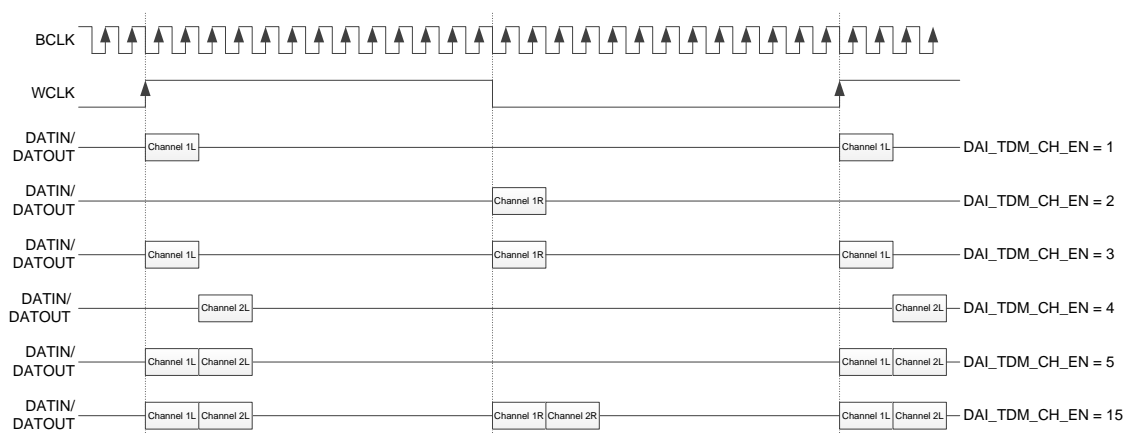 BCLK
WCLK
DATIN/
DATOUT
Channel 1L
Channel 1L
DAI_TDM_CH_EN = 1
DATIN/
DATOUT
Channel 1R
DAI_TDM_CH_EN = 2
DATIN/
DATOUT
Channel 1L
Channel 1R
Channel 1L
DAI_TDM_CH_EN = 3
DATIN/
DATOUT
Channel 2L
Channel 2L
DAI_TDM_CH_EN = 4
DATIN/
DATOUT
Channel 1L
Channel 2L
Channel 1L
Channel 2L
DAI_TDM_CH_EN = 5
DATIN/
DATOUT
Channel 1L
Channel 2L
Channel 1R
Channel 2R
Channel 1L
Channel 2L
DAI_TDM_CH_EN = 15